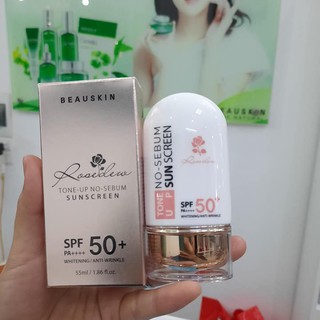 BEAUSKIN
Rosedew
TONE-UP NO-SEBUM
SUNSCREEN
SPF 50+
PA++++
WHITENING/ANTI-WRINKLE
55ml / 1.86 fl.oz.
TONE UP
NO-SEBUM
SUN SCREEN
Rosedew
SPF 50+
PA++++
WHITENING/ANTI-WRINKLE